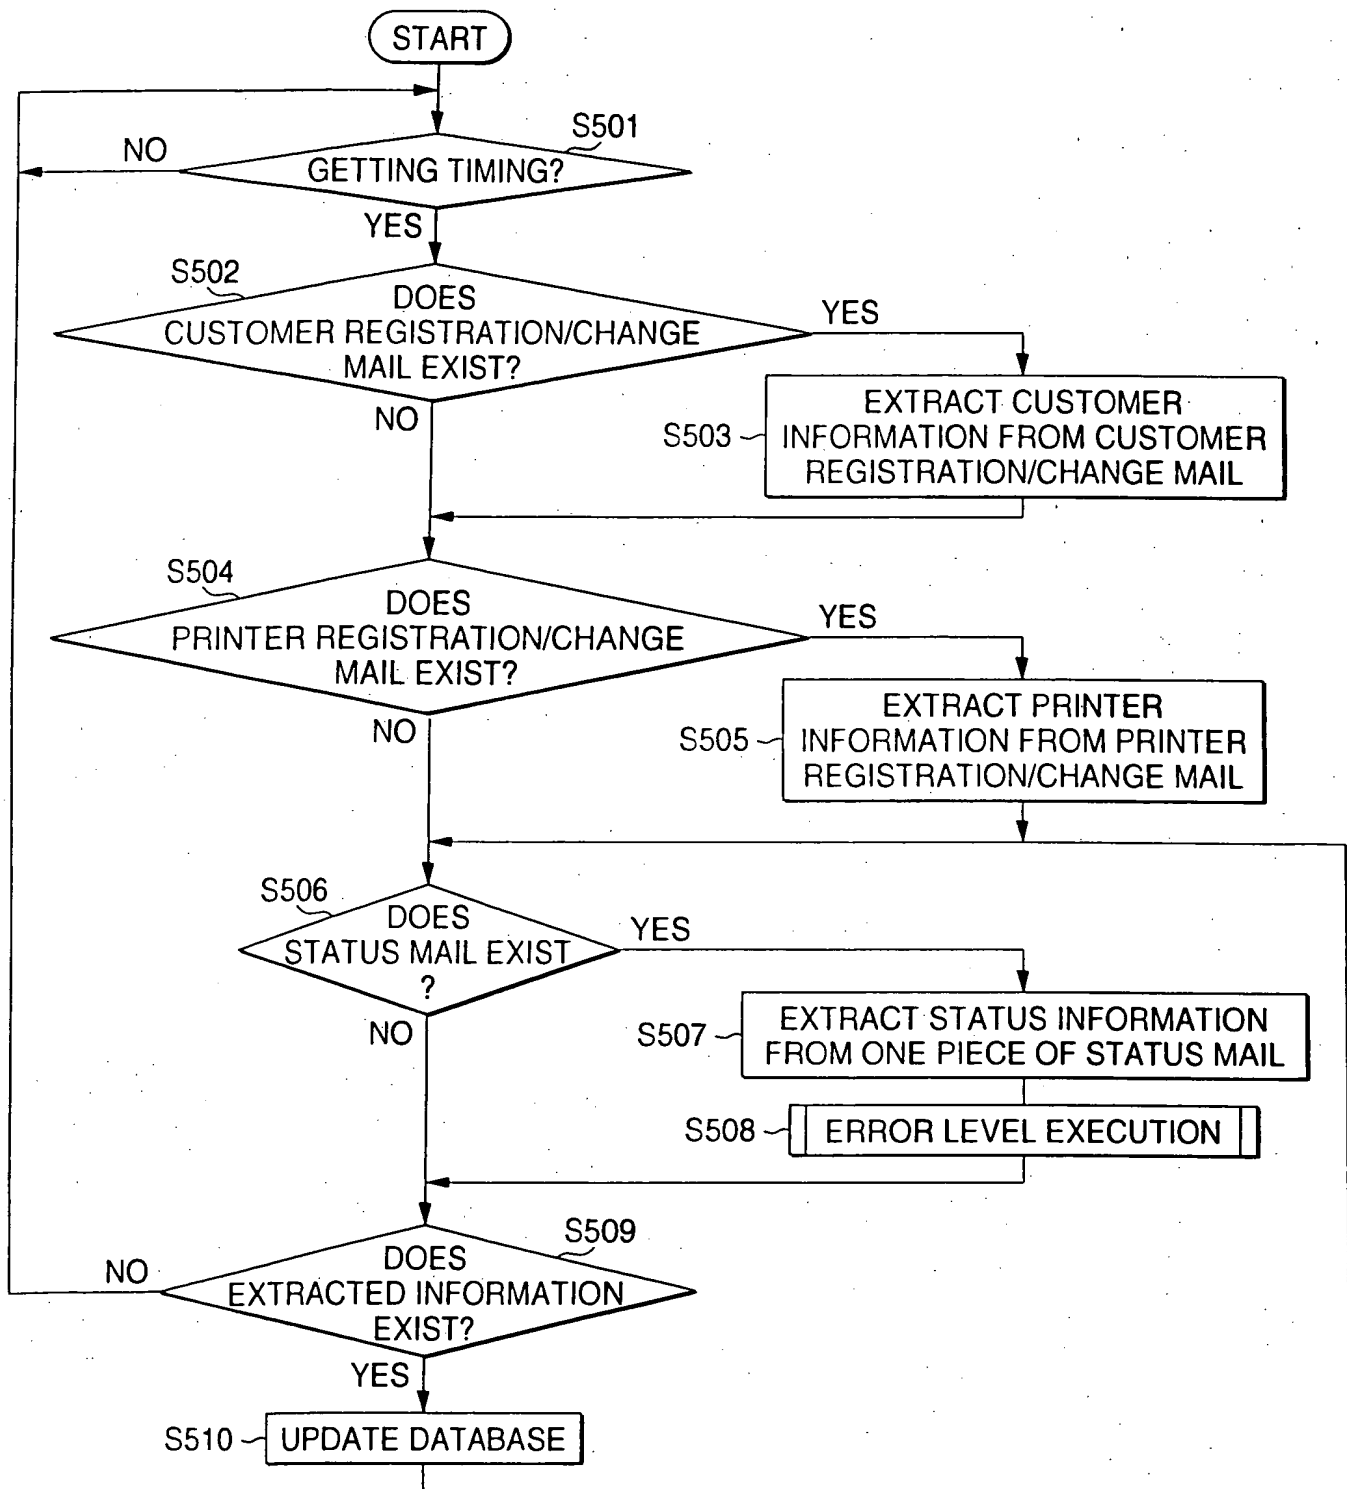 START
S501
NO
GETTING TIMING?
YES
S502
DOES
CUSTOMER REGISTRATION/CHANGE
MAIL EXIST?
YES
NO
EXTRACT CUSTOMER
S503
INFORMATION FROM CUSTOMER
REGISTRATION/CHANGE MAIL
S504
DOES
PRINTER REGISTRATION/CHANGE
MAIL EXIST?
YES
NO
EXTRACT PRINTER
S505
INFORMATION FROM PRINTER
REGISTRATION/CHANGE MAIL
S506
DOES
STATUS MAIL EXIST
?
YES
NO
S507
EXTRACT STATUS INFORMATION
FROM ONE PIECE OF STATUS MAIL
S508
ERROR LEVEL EXECUTION
S509
DOES
EXTRACTED INFORMATION
EXIST?
NO
YES
S510
UPDATE DATABASE